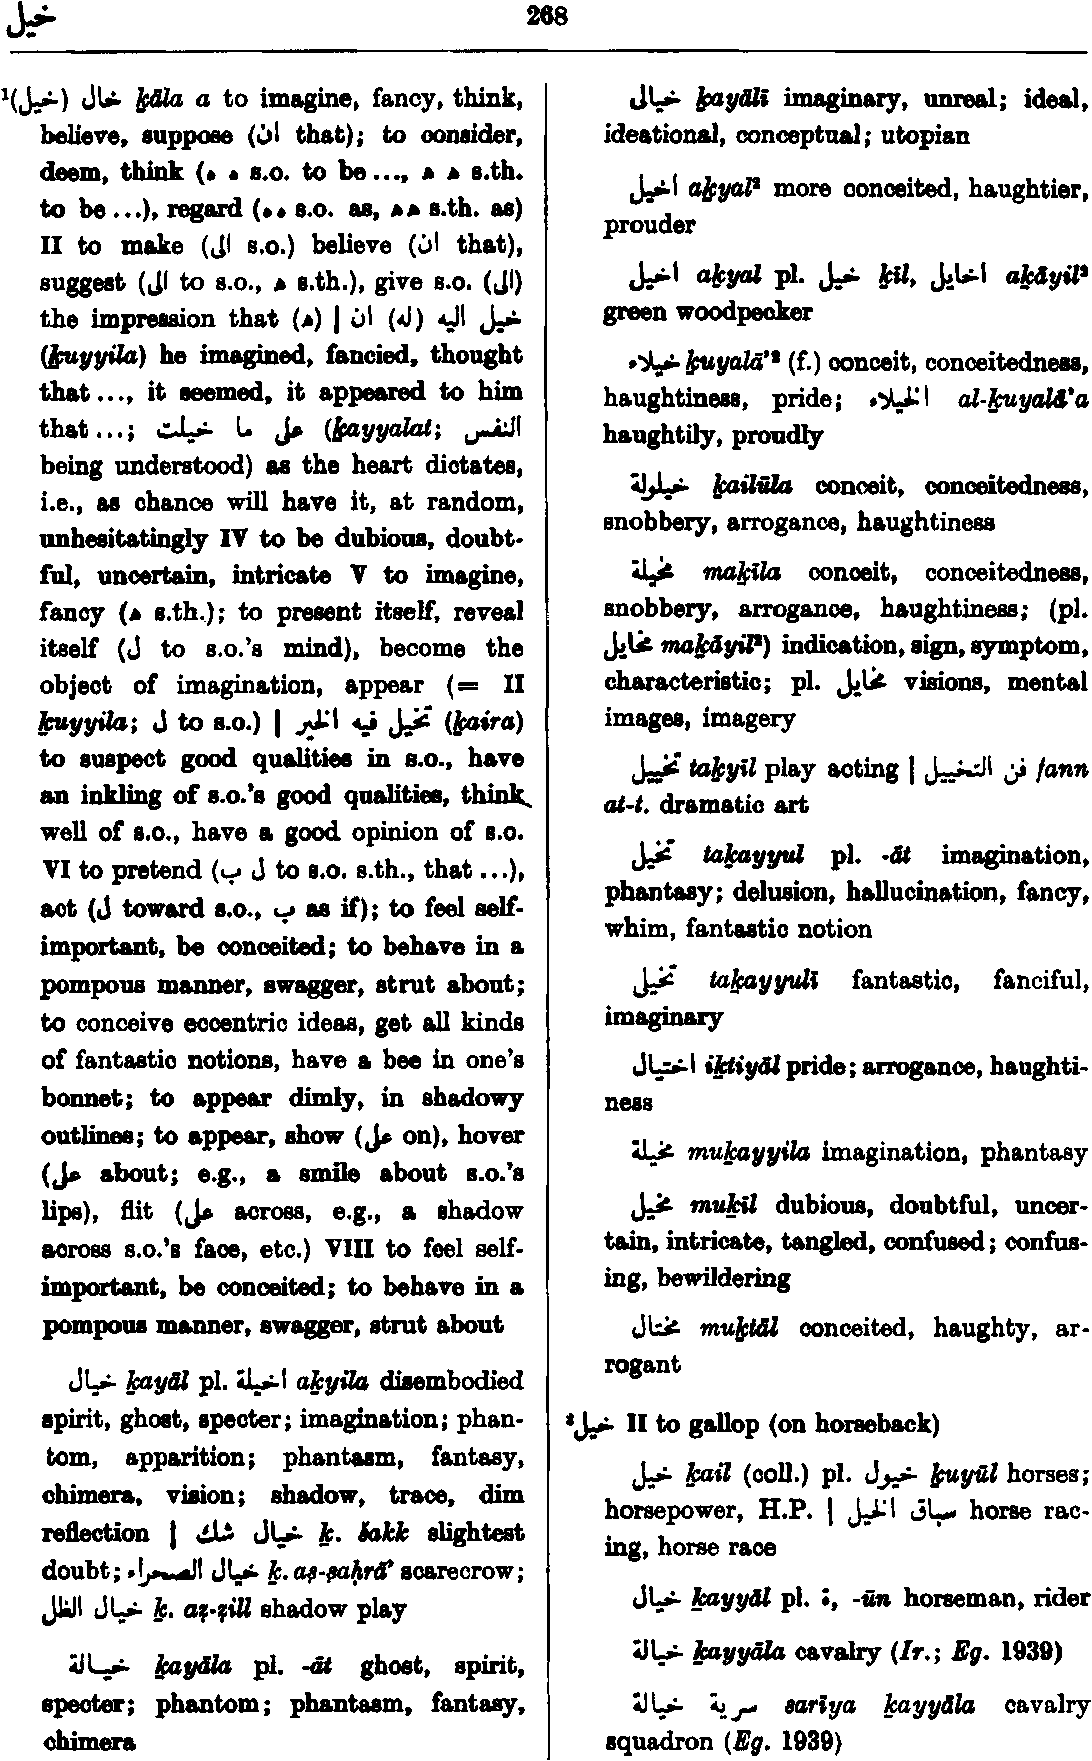 خيل
268
¹(خيل) خال ḵāla a to imagine, fancy, think,
believe, suppose (ان that); to consider,
deem, think (ه ه s.o. to be ..., ﻫ ﻫ s.th.
to be ...), regard (ه ه s.o. as, ﻫ ﻫ s.th. as)
II to make (الى s.o.) believe (ان that),
suggest (الى to s.o., ﻫ s.th.), give s.o. (الى)
the impression that (ﻫ) | خيل اليه (له) ان
(ḵuyyila) he imagined, fancied, thought
that ..., it seemed, it appeared to him
that ...; على ما خيلت (ḵayyalat; النفس
being understood) as the heart dictates,
i.e., as chance will have it, at random,
unhesitatingly IV to be dubious, doubt-
ful, uncertain, intricate V to imagine,
fancy (ﻫ s.th.); to present itself, reveal
itself (ل to s.o.'s mind), become the
object of imagination, appear (= II
ḵuyyila; ل to s.o.) | تخيل فيه الخير (ḵaira)
to suspect good qualities in s.o., have
an inkling of s.o.'s good qualities, think
well of s.o., have a good opinion of s.o.
VI to pretend (ل ب to s.o. s.th., that ...),
act (ل toward s.o., ب as if); to feel self-
important, be conceited; to behave in a
pompous manner, swagger, strut about;
to conceive eccentric ideas, get all kinds
of fantastic notions, have a bee in one's
bonnet; to appear dimly, in shadowy
outlines; to appear, show (على on), hover
(على about; e.g., a smile about s.o.'s
lips), flit (على across, e.g., a shadow
across s.o.'s face, etc.) VIII to feel self-
important, be conceited; to behave in a
pompous manner, swagger, strut about
خيال ḵayāl pl. اخيلة aḵyila disembodied
spirit, ghost, specter; imagination; phan-
tom, apparition; phantasm, fantasy,
chimera, vision; shadow, trace, dim
reflection | خيال شك ḵ. šakk slightest
doubt; خيال الصحراء ḵ. aṣ-ṣaḥrā' scarecrow;
خيال الظل ḵ. aẓ-ẓill shadow play
خيالة ḵayāla pl. -āt ghost, spirit,
specter; phantom; phantasm, fantasy,
chimera
خيالى ḵayālī imaginary, unreal; ideal,
ideational, conceptual; utopian
اخيل aḵyal² more conceited, haughtier,
prouder
اخيل aḵyal pl. خيل ḵīl, اخايل aḵāyil²
green woodpecker
خيلاء ḵuyalā'² (f.) conceit, conceitedness,
haughtiness, pride; الخيلاء al-ḵuyalā'a
haughtily, proudly
خيلولة ḵailūla conceit, conceitedness,
snobbery, arrogance, haughtiness
مخيلة maḵīla conceit, conceitedness,
snobbery, arrogance, haughtiness; (pl.
مخايل maḵāyil²) indication, sign, symptom,
characteristic; pl. مخايل visions, mental
images, imagery
تخييل taḵyīl play acting | فن التخييل fann
at-t. dramatic art
تخيل taḵayyul pl. -āt imagination,
phantasy; delusion, hallucination, fancy,
whim, fantastic notion
تخيلى taḵayyulī fantastic, fanciful,
imaginary
اختيال iḵtiyāl pride; arrogance, haughti-
ness
مخيلة muḵayyila imagination, phantasy
مخيل muḵīl dubious, doubtful, uncer-
tain, intricate, tangled, confused; confus-
ing, bewildering
مختال muḵtāl conceited, haughty, ar-
rogant
²خيل II to gallop (on horseback)
خيل ḵail (coll.) pl. خيول ḵuyūl horses;
horsepower, H.P. | سباق الخيل horse rac-
ing, horse race
خيال ḵayyāl pl. ة, -ūn horseman, rider
خيالة ḵayyāla cavalry (Ir.; Eg. 1939)
سرية خيالة sarīya ḵayyāla cavalry
squadron (Eg. 1939)